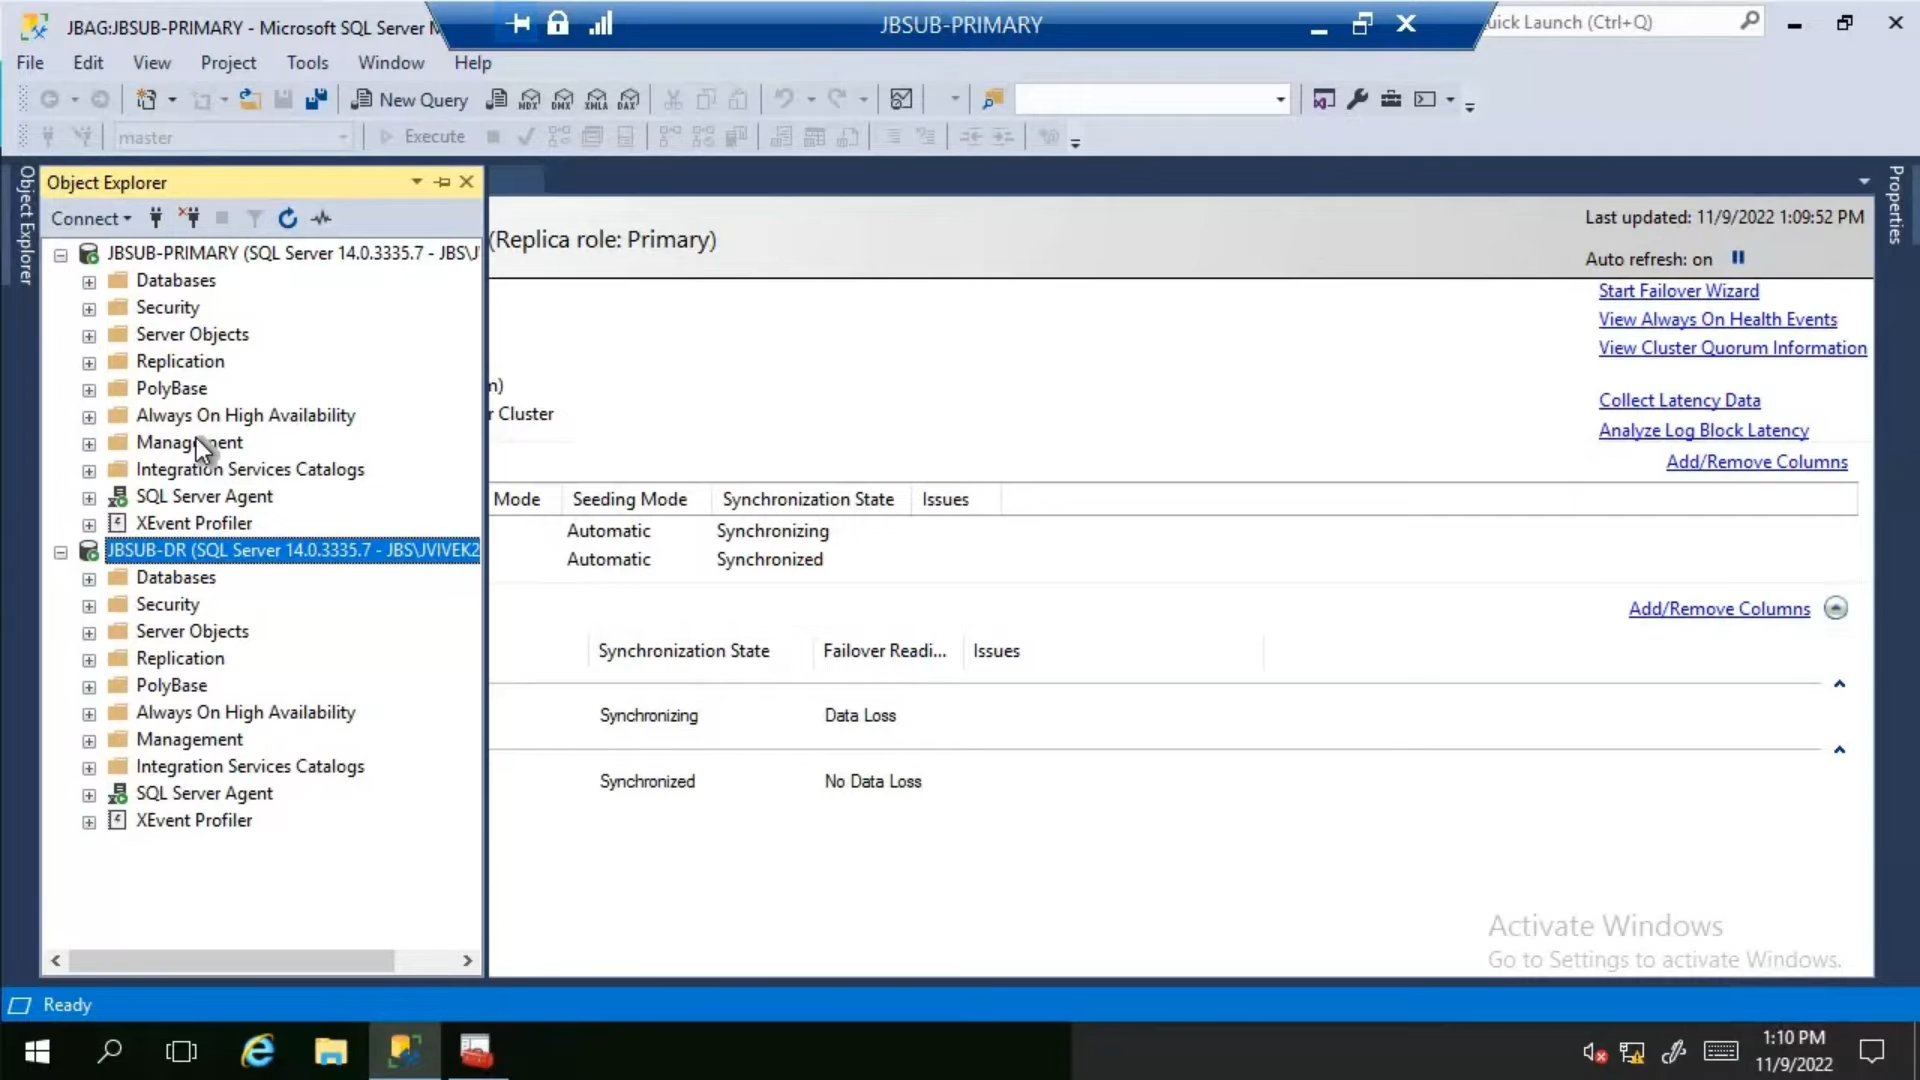 JBAG:JBSUB-PRIMARY - Microsoft SQL Server M
JBSUB-PRIMARY
uick Launch (Ctrl+Q)
File Edit View Project Tools Window Help
New Query MDX DMX XMLA DAX
master Execute
Object Explorer
Object Explorer
Properties
Connect
JBSUB-PRIMARY (SQL Server 14.0.3335.7 - JBS\J
Databases
Security
Server Objects
Replication
PolyBase
Always On High Availability
Management
Integration Services Catalogs
SQL Server Agent
XEvent Profiler
JBSUB-DR (SQL Server 14.0.3335.7 - JBS\JVIVEK2
Databases
Security
Server Objects
Replication
PolyBase
Always On High Availability
Management
Integration Services Catalogs
SQL Server Agent
XEvent Profiler
(Replica role: Primary)
Last updated: 11/9/2022 1:09:52 PM
Auto refresh: on
Start Failover Wizard
View Always On Health Events
View Cluster Quorum Information
n)
r Cluster
Collect Latency Data
Analyze Log Block Latency
Add/Remove Columns
Mode Seeding Mode Synchronization State Issues
Automatic Synchronizing
Automatic Synchronized
Add/Remove Columns
Synchronization State Failover Readi... Issues
Synchronizing Data Loss
Synchronized No Data Loss
Activate Windows
Go to Settings to activate Windows.
Ready
1:10 PM
11/9/2022